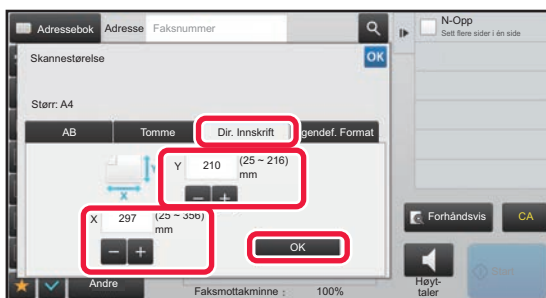 Adressebok
Adresse
Faksnummer
N-Opp
Sett flere sider i én side
Skannestørelse
OK
Størr: A4
AB
Tomme
Dir. Innskrift
gendef. Format
Y
210
(25 ~ 216)
mm
Y
X
X
297
(25 ~ 356)
mm
OK
Forhåndsvis
CA
Andre
Faksmottakminne :
100%
Høyt-
taler
Start